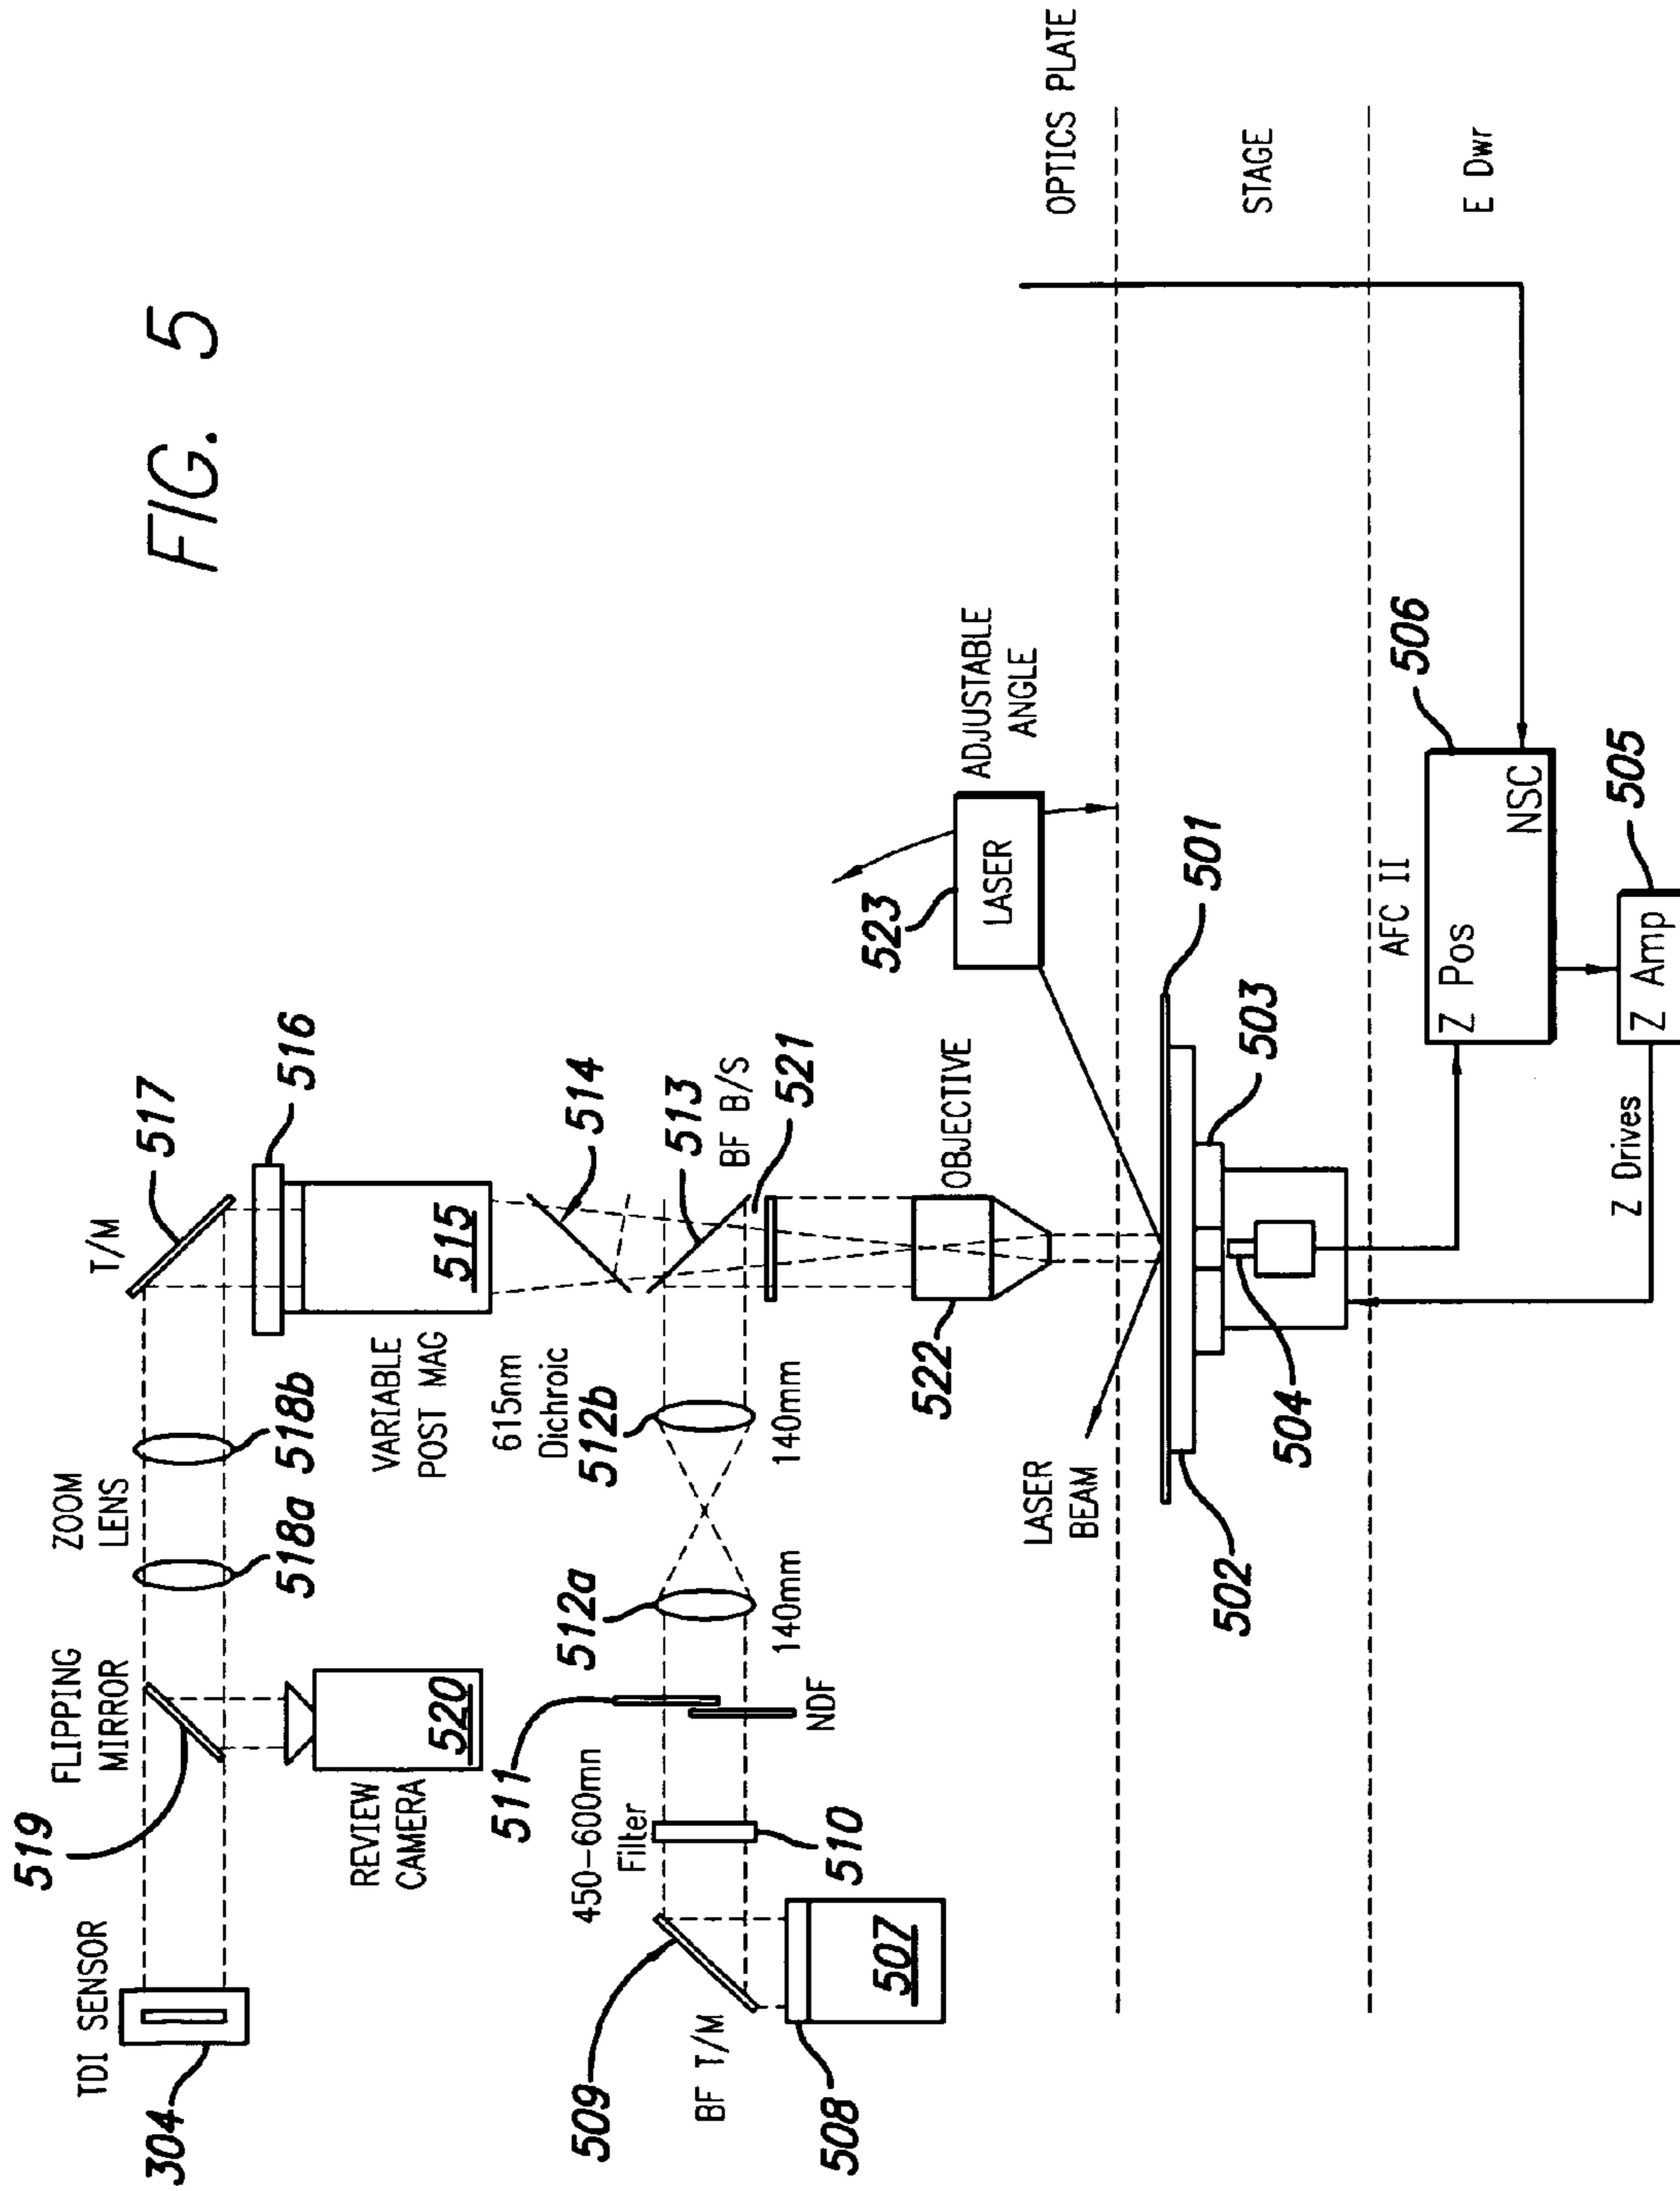 FIG. 5
TDI SENSOR
304
519
FLIPPING
MIRROR
ZOOM
LENS
518a
518b
T/M
517
516
REVIEW
CAMERA
520
VARIABLE
POST MAG
515
514
615nm
Dichroic
512b
512a
511
450-600mn
Filter
509
BF T/M
508
507
510
NDF
140mm
140mm
513
BF B/S
521
522
OBJECTIVE
523
LASER
ADJUSTABLE
ANGLE
OPTICS PLATE
LASER
BEAM
501
502
503
504
STAGE
AFC II
506
Z Pos
NSC
E Dwr
Z Drives
Z Amp
505